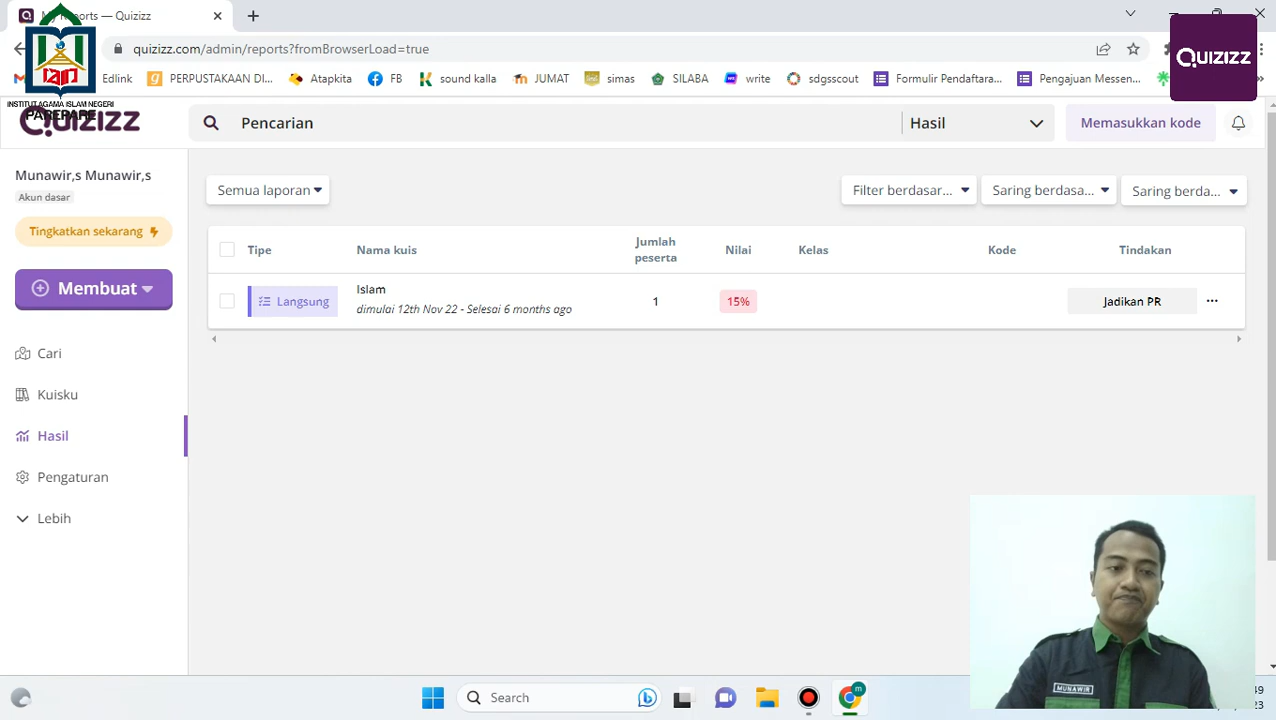 My Reports — Quizizz
quizizz.com/admin/reports?fromBrowserLoad=true
Edlink
PERPUSTAKAAN DI...
Atapkita
FB
sound kalla
JUMAT
simas
SILABA
write
sdgsscout
Formulir Pendaftara...
Pengajuan Messen...
INSTITUT AGAMA ISLAM NEGERI
PAREPARE
QUIZIZZ
QUIZIZZ
Pencarian
Hasil
Memasukkan kode
Munawir,s Munawir,s
Akun dasar
Tingkatkan sekarang
Membuat
Cari
Kuisku
Hasil
Pengaturan
Lebih
Semua laporan
Filter berdasar...
Saring berdasa...
Saring berda...
Tipe
Nama kuis
Jumlah
peserta
Nilai
Kelas
Kode
Tindakan
Langsung
Islam
dimulai 12th Nov 22 - Selesai 6 months ago
1
15%
Jadikan PR
MUNAWIR
Search